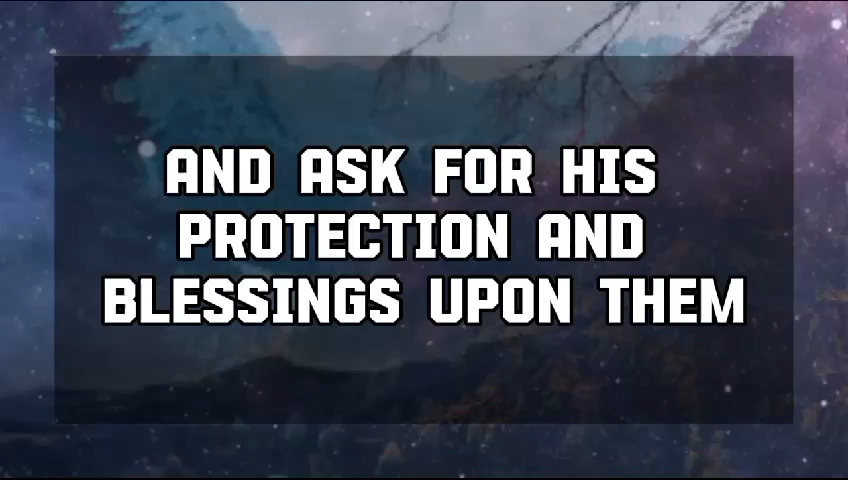 AND ASK FOR HIS
PROTECTION AND
BLESSINGS UPON THEM